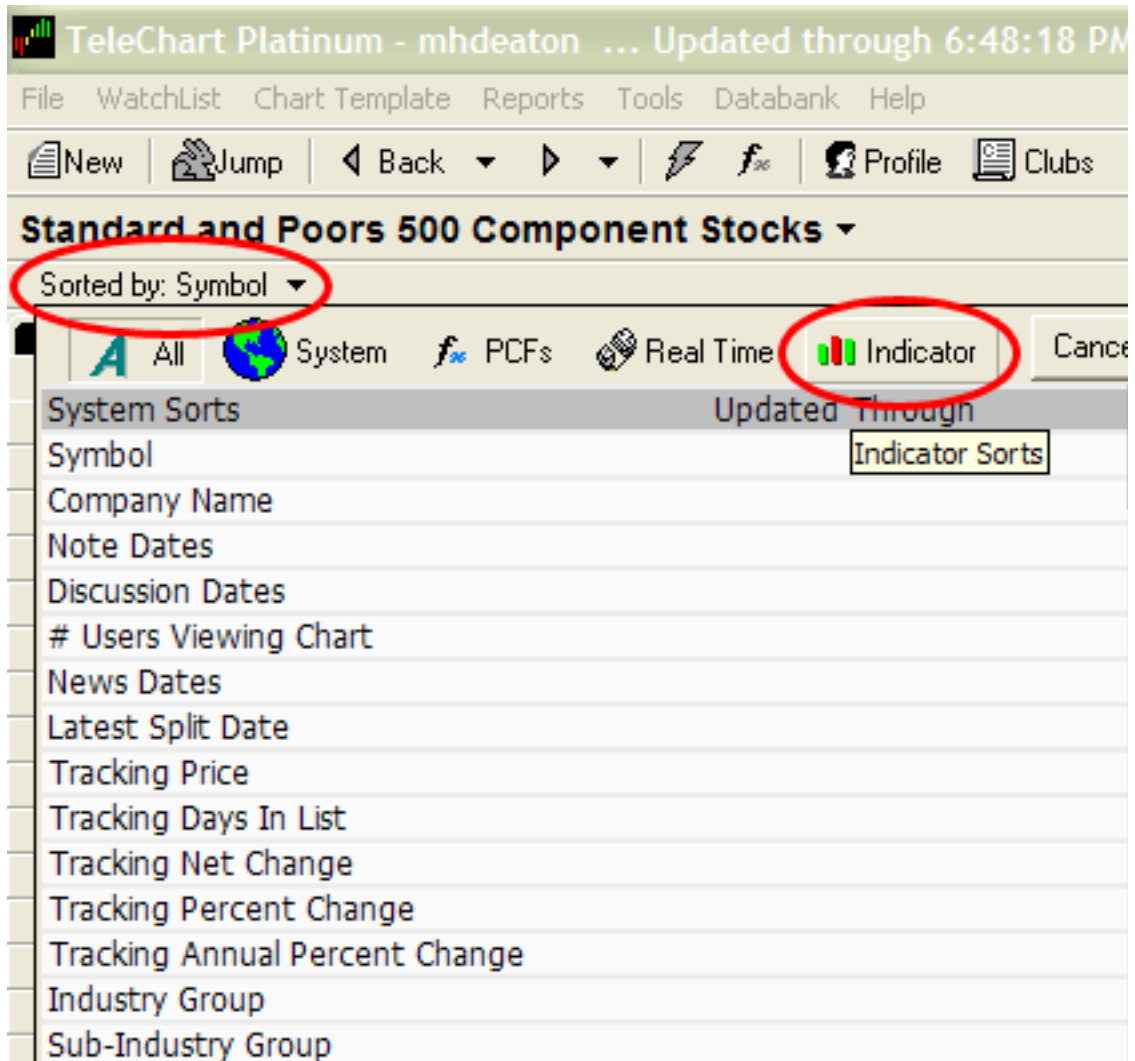 TeleChart Platinum - mhdeaton ... Updated through 6:48:18 PM
File WatchList Chart Template Reports Tools Databank Help
New Jump Back fx Profile Clubs
Standard and Poors 500 Component Stocks
Sorted by: Symbol
A All System fx PCFs Real Time Indicator Cance
System Sorts Updated Through
Symbol Indicator Sorts
Company Name
Note Dates
Discussion Dates
# Users Viewing Chart
News Dates
Latest Split Date
Tracking Price
Tracking Days In List
Tracking Net Change
Tracking Percent Change
Tracking Annual Percent Change
Industry Group
Sub-Industry Group